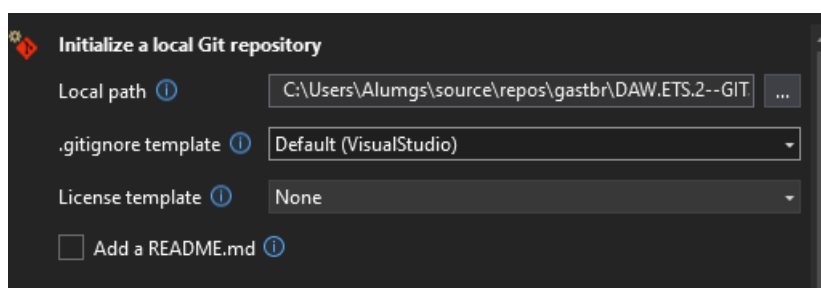 Initialize a local Git repository
Local path C:\Users\Alumgs\source\repos\gastbr\DAW.ETS.2--GIT. ...
.gitignore template Default (VisualStudio)
License template None
Add a README.md